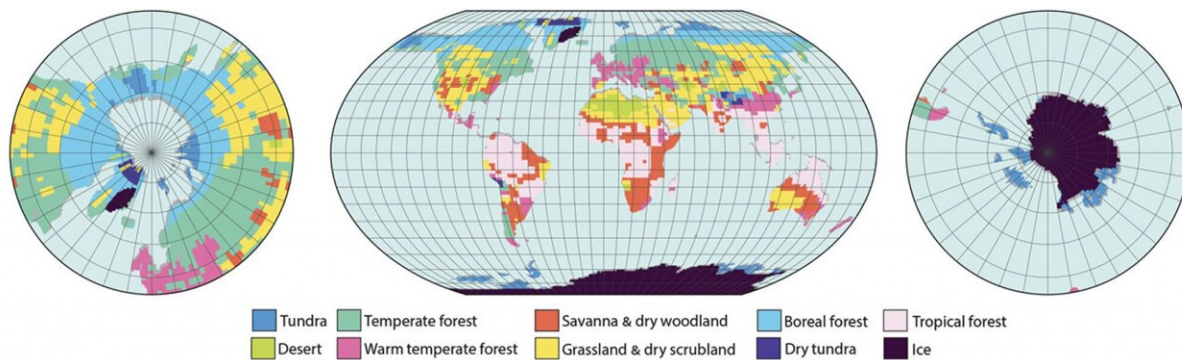 Tundra Temperate forest Savanna & dry woodland Boreal forest Tropical forest
Desert Warm temperate forest Grassland & dry scrubland Dry tundra Ice